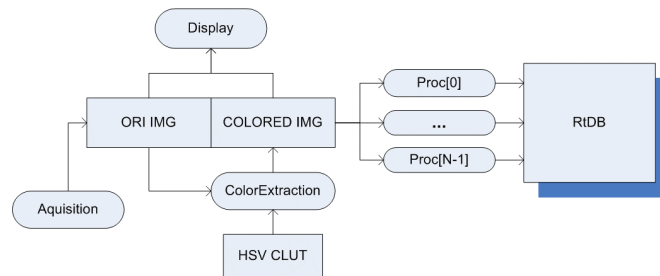 Display
Proc[0]
ORI IMG
COLORED IMG
...
RtDB
Proc[N-1]
Aquisition
ColorExtraction
HSV CLUT